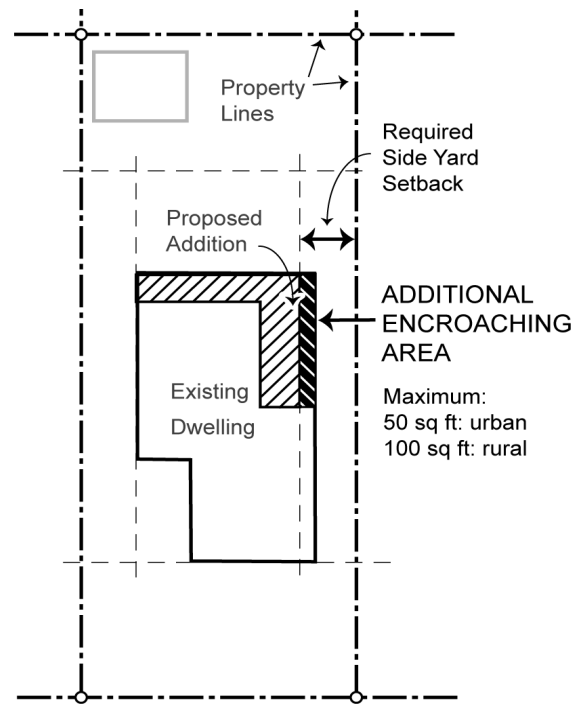 Property
Lines
Required
Side Yard
Setback
Proposed
Addition
ADDITIONAL
ENCROACHING
AREA
Existing
Dwelling
Maximum:
50 sq ft: urban
100 sq ft: rural